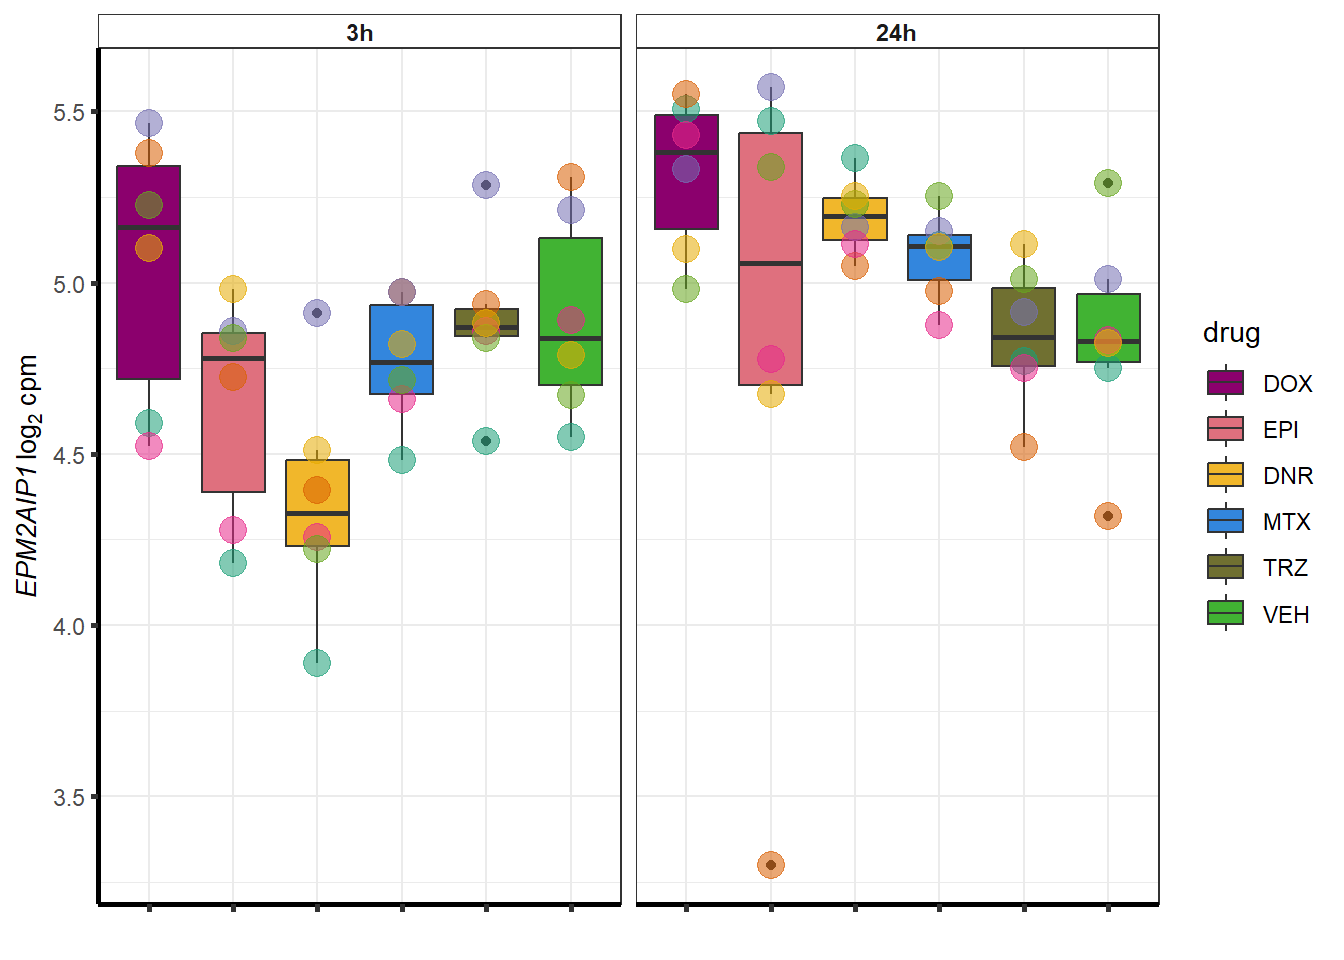 3h
24h
5.5
5.0
4.5
4.0
3.5
EPM2AIP1 log₂ cpm
drug
DOX
EPI
DNR
MTX
TRZ
VEH